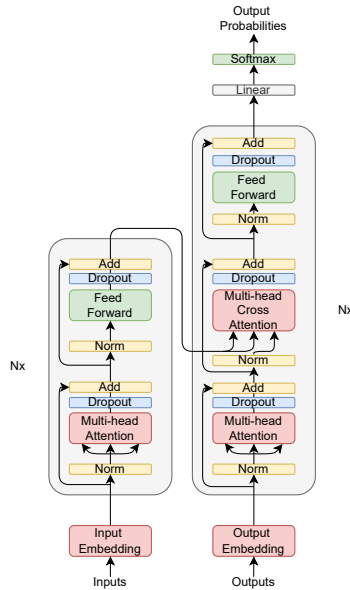 Output
Probabilities
Softmax
Linear
Add
Dropout
Feed
Forward
Norm
Add
Dropout
Multi-head
Cross
Attention
Norm
Add
Dropout
Multi-head
Attention
Norm
Output
Embedding
Outputs
Nx
Add
Dropout
Feed
Forward
Norm
Add
Dropout
Multi-head
Attention
Norm
Input
Embedding
Inputs
Nx